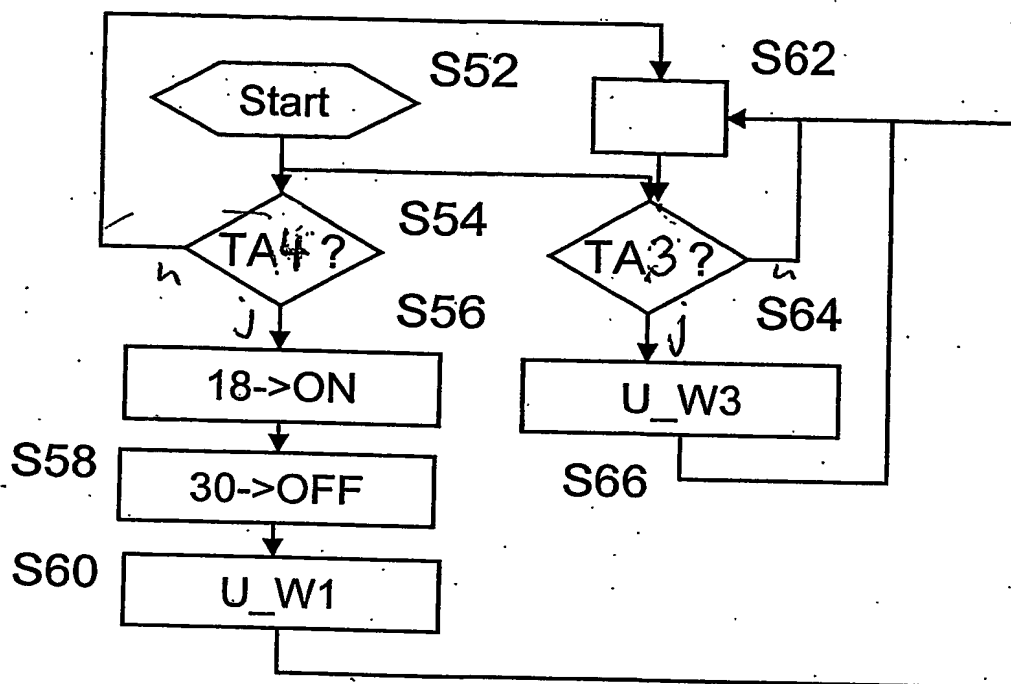 S52
Start
S62
S54
TA4 ?
n
j
TA3 ?
n
S64
j
S56
18->ON
U_W3
S58
30->OFF
S66
S60
U_W1